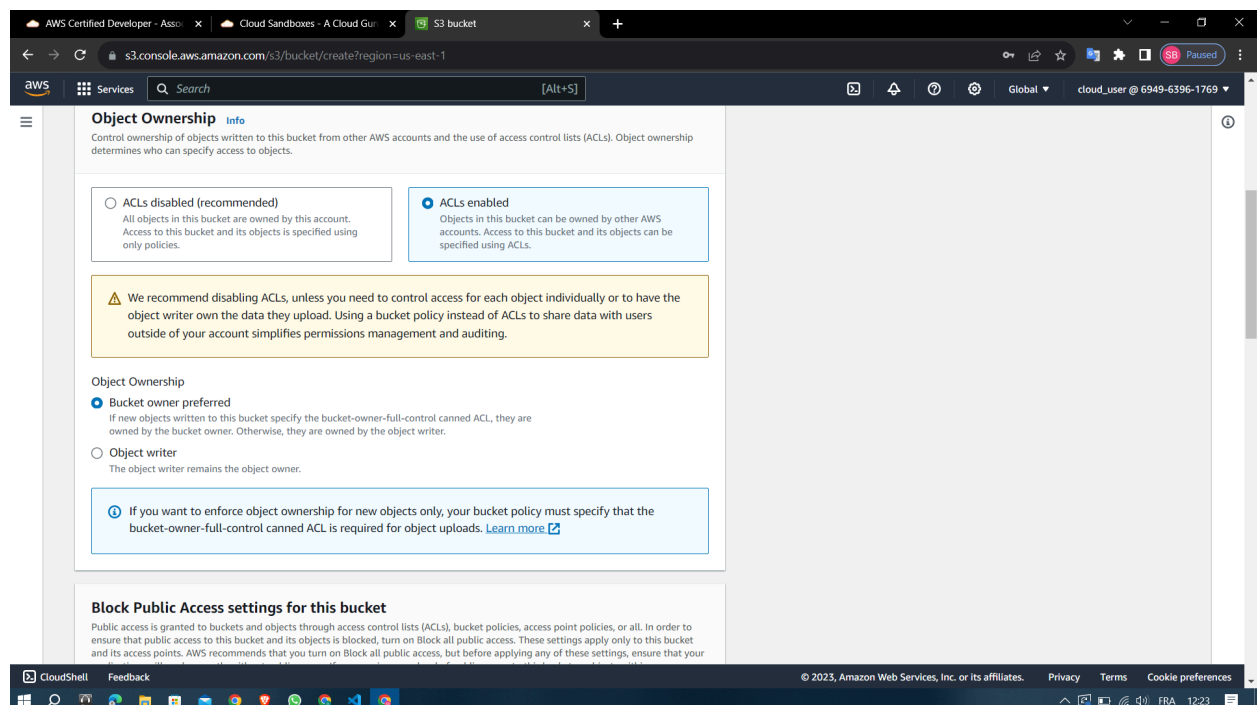 AWS Certified Developer - Asso
Cloud Sandboxes - A Cloud Gur
S3 bucket
s3.console.aws.amazon.com/s3/bucket/create?region=us-east-1
SB Paused
aws
Services
Search
[Alt+S]
Global
cloud_user @ 6949-6396-1769
Object Ownership Info
Control ownership of objects written to this bucket from other AWS accounts and the use of access control lists (ACLs). Object ownership
determines who can specify access to objects.
ACLs disabled (recommended)
All objects in this bucket are owned by this account.
Access to this bucket and its objects is specified using
only policies.
ACLs enabled
Objects in this bucket can be owned by other AWS
accounts. Access to this bucket and its objects can be
specified using ACLs.
We recommend disabling ACLs, unless you need to control access for each object individually or to have the
object writer own the data they upload. Using a bucket policy instead of ACLs to share data with users
outside of your account simplifies permissions management and auditing.
Object Ownership
Bucket owner preferred
If new objects written to this bucket specify the bucket-owner-full-control canned ACL, they are
owned by the bucket owner. Otherwise, they are owned by the object writer.
Object writer
The object writer remains the object owner.
If you want to enforce object ownership for new objects only, your bucket policy must specify that the
bucket-owner-full-control canned ACL is required for object uploads. Learn more
Block Public Access settings for this bucket
Public access is granted to buckets and objects through access control lists (ACLs), bucket policies, access point policies, or all. In order to
ensure that public access to this bucket and its objects is blocked, turn on Block all public access. These settings apply only to this bucket
and its access points. AWS recommends that you turn on Block all public access, but before applying any of these settings, ensure that your
CloudShell
Feedback
© 2023, Amazon Web Services, Inc. or its affiliates.
Privacy
Terms
Cookie preferences
FRA
12:23